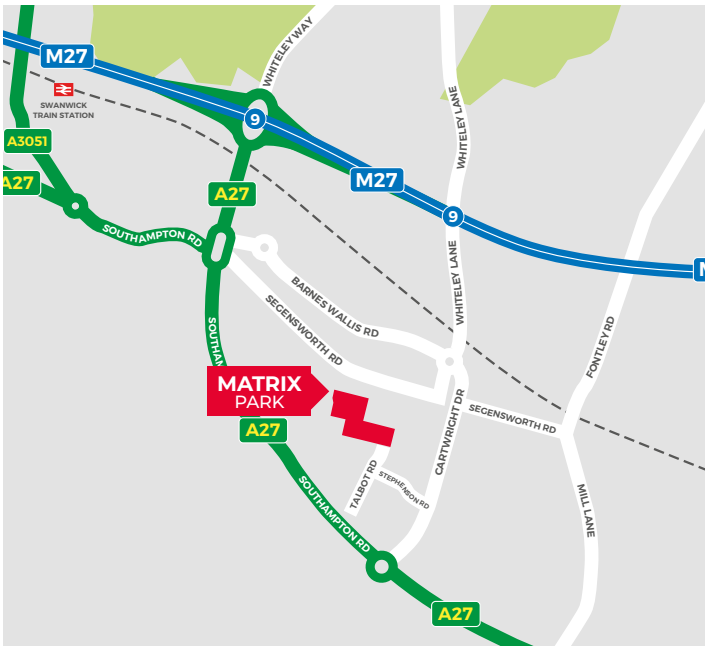 WHITELEY WAY
M27
SWANWICK
TRAIN STATION
WHITELEY LANE
9
A3051
A27
A27
M27
9
SOUTHAMPTON RD
WHITELEY LANE
M
BARNES WALLIS RD
SEGENSWORTH RD
SOUTHAM
FONTLEY RD
MATRIX
PARK
A27
CARTWRIGHT DR
SEGENSWORTH RD
TALBOT RD
STEPHENSON RD
SOUTHAMPTON RD
MILL LANE
A27